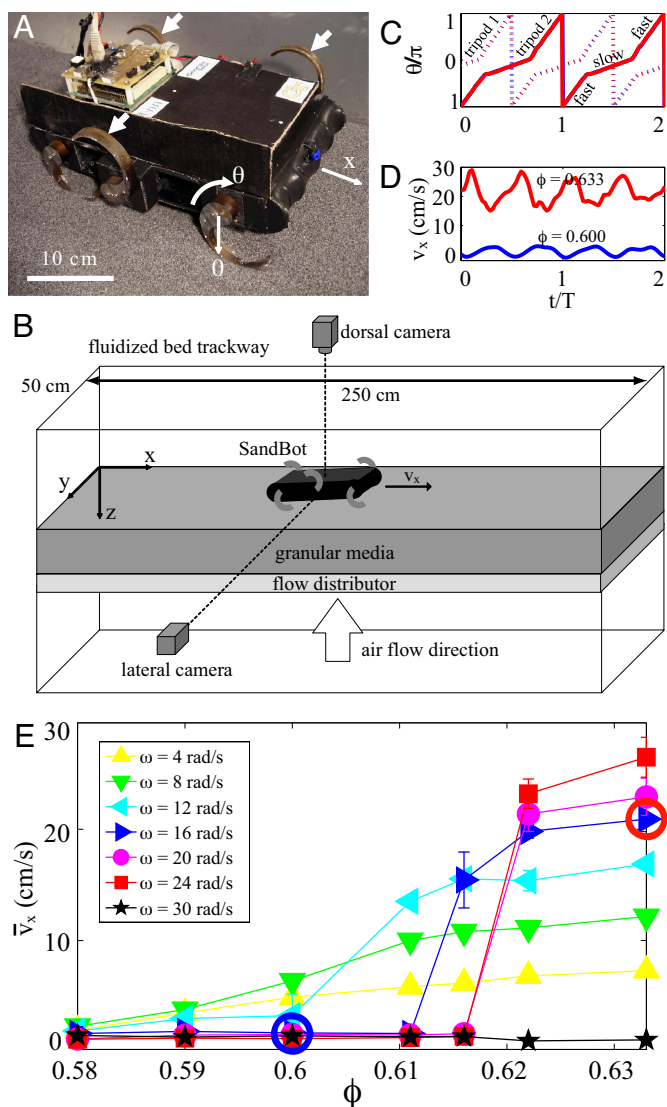 A
θ
x
0
10 cm
C
θ/π
1
0
1
tripod 1
tripod 2
fast
slow
fast
0
1
2
D
v_x (cm/s)
30
20
10
0
ϕ = 0.633
ϕ = 0.600
0
1
2
t/T
B
dorsal camera
fluidized bed trackway
50 cm
250 cm
SandBot
x
y
z
v_x
granular media
flow distributor
air flow direction
lateral camera
E
v̄_x (cm/s)
30
20
10
0
ω = 4 rad/s
ω = 8 rad/s
ω = 12 rad/s
ω = 16 rad/s
ω = 20 rad/s
ω = 24 rad/s
ω = 30 rad/s
0.58
0.59
0.6
0.61
0.62
0.63
ϕ